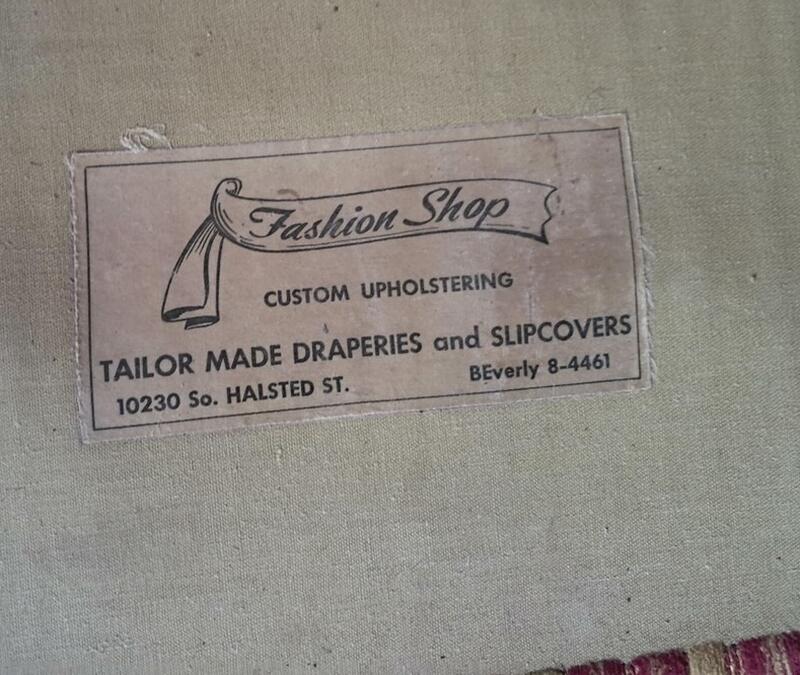 Fashion Shop
CUSTOM UPHOLSTERING
TAILOR MADE DRAPERIES and SLIPCOVERS
10230 So. HALSTED ST. BEverly 8-4461